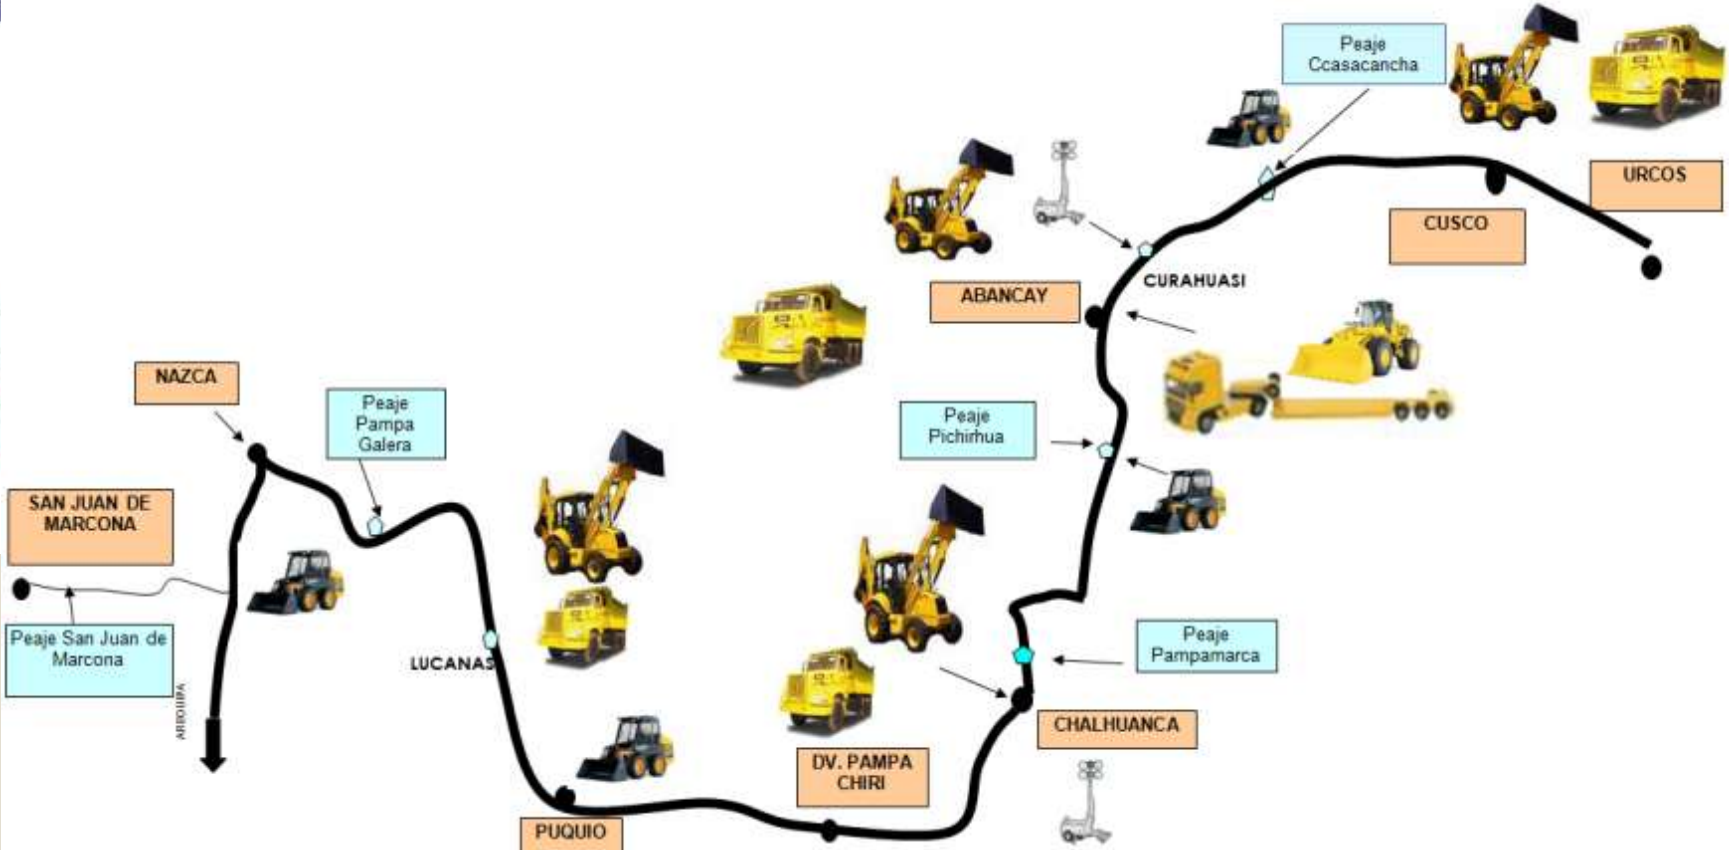 Peaje
Ccasacancha
URCOS
CUSCO
CURAHUASI
ABANCAY
NAZCA
Peaje
Pampa
Galera
Peaje
Pichirhua
SAN JUAN DE
MARCONA
Peaje San Juan de
Marcona
LUCANAS
AREQUIPA
Peaje
Pampamarca
CHALHUANCA
DV. PAMPA
CHIRI
PUQUIO